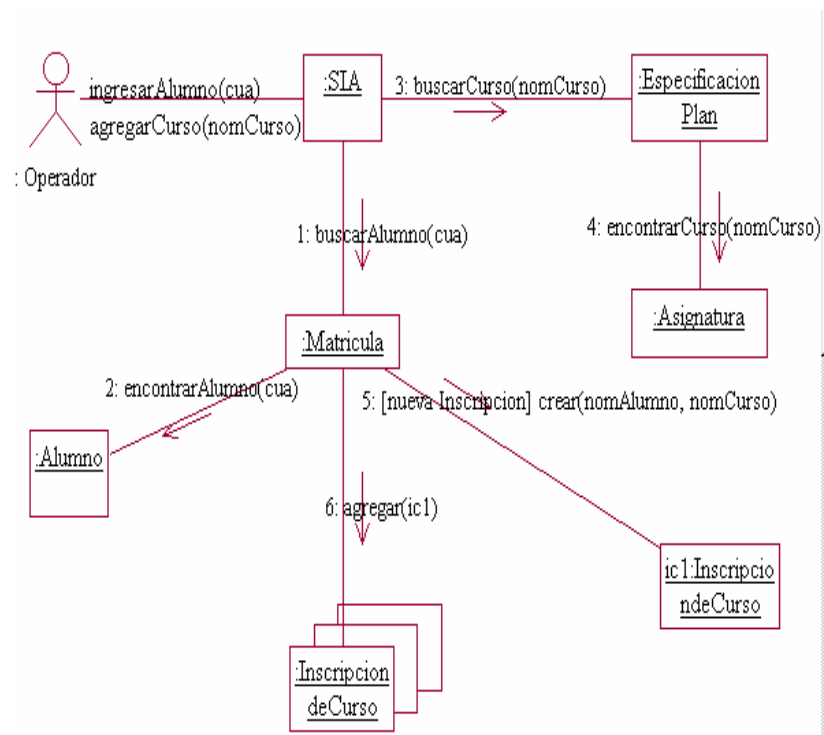 ingresarAlumno(cua)
agregarCurso(nomCurso)
: Operador
:SIA
3: buscarCurso(nomCurso)
:Especificacion
Plan
1: buscarAlumno(cua)
4: encontrarCurso(nomCurso)
:Asignatura
:Matricula
2: encontrarAlumno(cua)
5: [nueva Inscripcion] crear(nomAlumno, nomCurso)
:Alumno
6: agregar(ic1)
ic1:Inscripcio
ndeCurso
:Inscripcion
deCurso